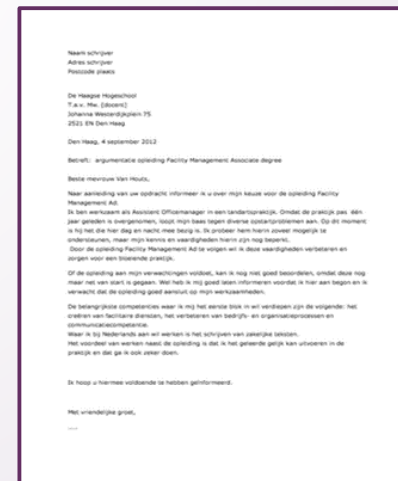 Naam schrijver
Adres schrijver
Postcode plaats
De Haagse Hogeschool
T.a.v. Mw. (docent)
Johanna Westerdijkplein 75
2521 EN Den Haag
Den Haag, 4 september 2012
Betreft: argumentatie opleiding Facility Management Associate degree
Beste mevrouw Van Houts,
Naar aanleiding van uw opdracht informeer ik u over mijn keuze voor de opleiding Facility
Management Ad.
Ik ben werkzaam als Assistent Officemanager in een tandartspraktijk. Omdat de praktijk pas één
jaar geleden is overgenomen, loopt mijn baas tegen diverse opstartproblemen aan. Op dit moment
is hij het die hier dag en nacht mee bezig is. Ik probeer hem hierin zoveel mogelijk te
ondersteunen, maar mijn kennis en vaardigheden hierin zijn nog beperkt.
Door de opleiding Facility Management Ad te volgen wil ik deze vaardigheden verbeteren en
zorgen voor een bloeiende praktijk.
Of de opleiding aan mijn verwachtingen voldoet, kan ik nog niet goed beoordelen, omdat deze nog
maar net van start is gegaan. Wel heb ik mij goed laten informeren voordat ik hier aan begon en ik
verwacht dat de opleiding goed aansluit op mijn werkzaamheden.
De belangrijkste competenties waar ik mij het eerste blok in wil verdiepen zijn de volgende: het
creëren van facilitaire diensten, het verbeteren van bedrijfs- en organisatieprocessen en
communicatiecompetentie.
Waar ik bij Nederlands aan wil werken is het schrijven van zakelijke teksten.
Het voordeel van werken naast de opleiding is dat ik het geleerde gelijk kan uitvoeren in de
praktijk en dat ga ik ook zeker doen.
Ik hoop u hiermee voldoende te hebben geïnformeerd.
Met vriendelijke groet,
.....